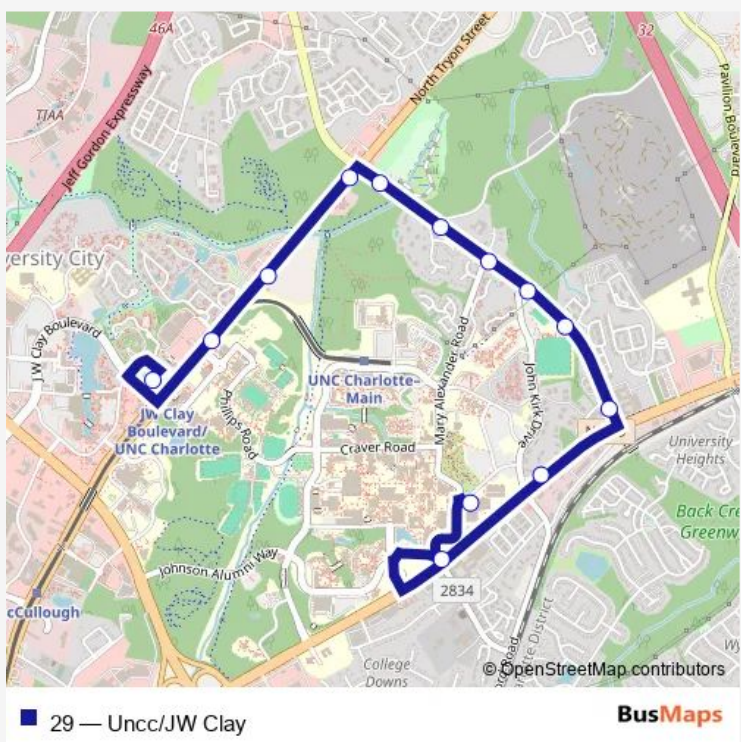 46A
32
North Tryon Street
TIAA
Jeff Gordon Expressway
Pavilion Boulevard
versity City
J W Clay Boulevard
UNC Charlotte–
Main
Mary Alexander Road
John Kirk Drive
JW Clay
Boulevard/
UNC Charlotte
Phillips Road
Craver Road
University
Heights
Back Cre
Greenw
Johnson Alumni Way
2834
cCullough
College
Downs
© OpenStreetMap contributors
29 — Uncc/JW Clay
BusMaps